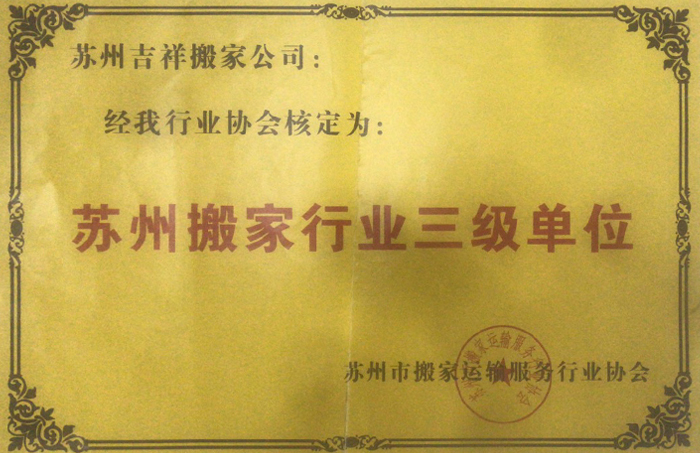 苏州吉祥搬家公司：
经我行业协会核定为：
苏州搬家行业三级单位
苏州市搬家运输服务行业协会